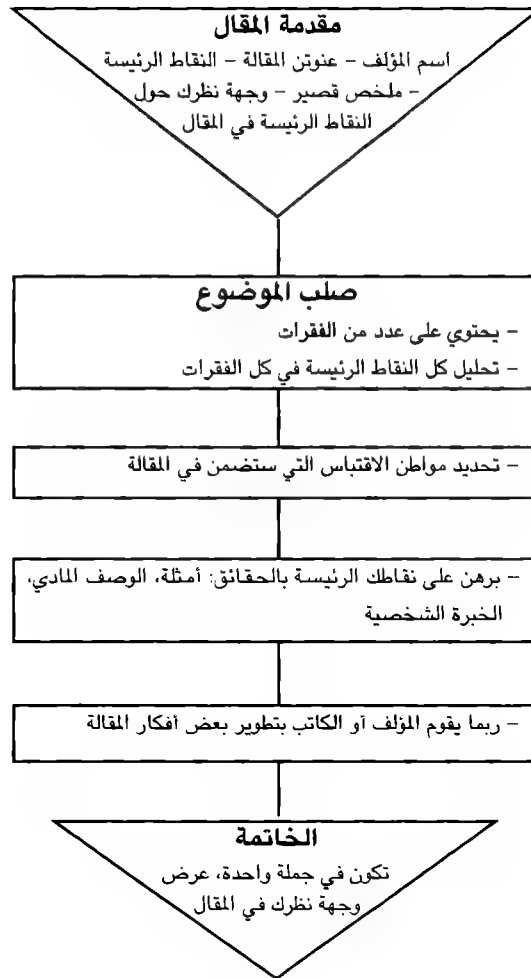 مقدمة المقال
اسم المؤلف – عنوتن المقالة – النقاط الرئيسة
– ملخص قصير – وجهة نظرك حول
النقاط الرئيسة في المقال
صلب الموضوع
– يحتوي على عدد من الفقرات
– تحليل كل النقاط الرئيسة في كل الفقرات
– تحديد مواطن الاقتباس التي ستضمن في المقالة
– برهن على نقاطك الرئيسة بالحقائق: أمثلة، الوصف المادي،
الخبرة الشخصية
– ربما يقوم المؤلف أو الكاتب بتطوير بعض أفكار المقالة
الخاتمة
تكون في جملة واحدة، عرض
وجهة نظرك في المقال